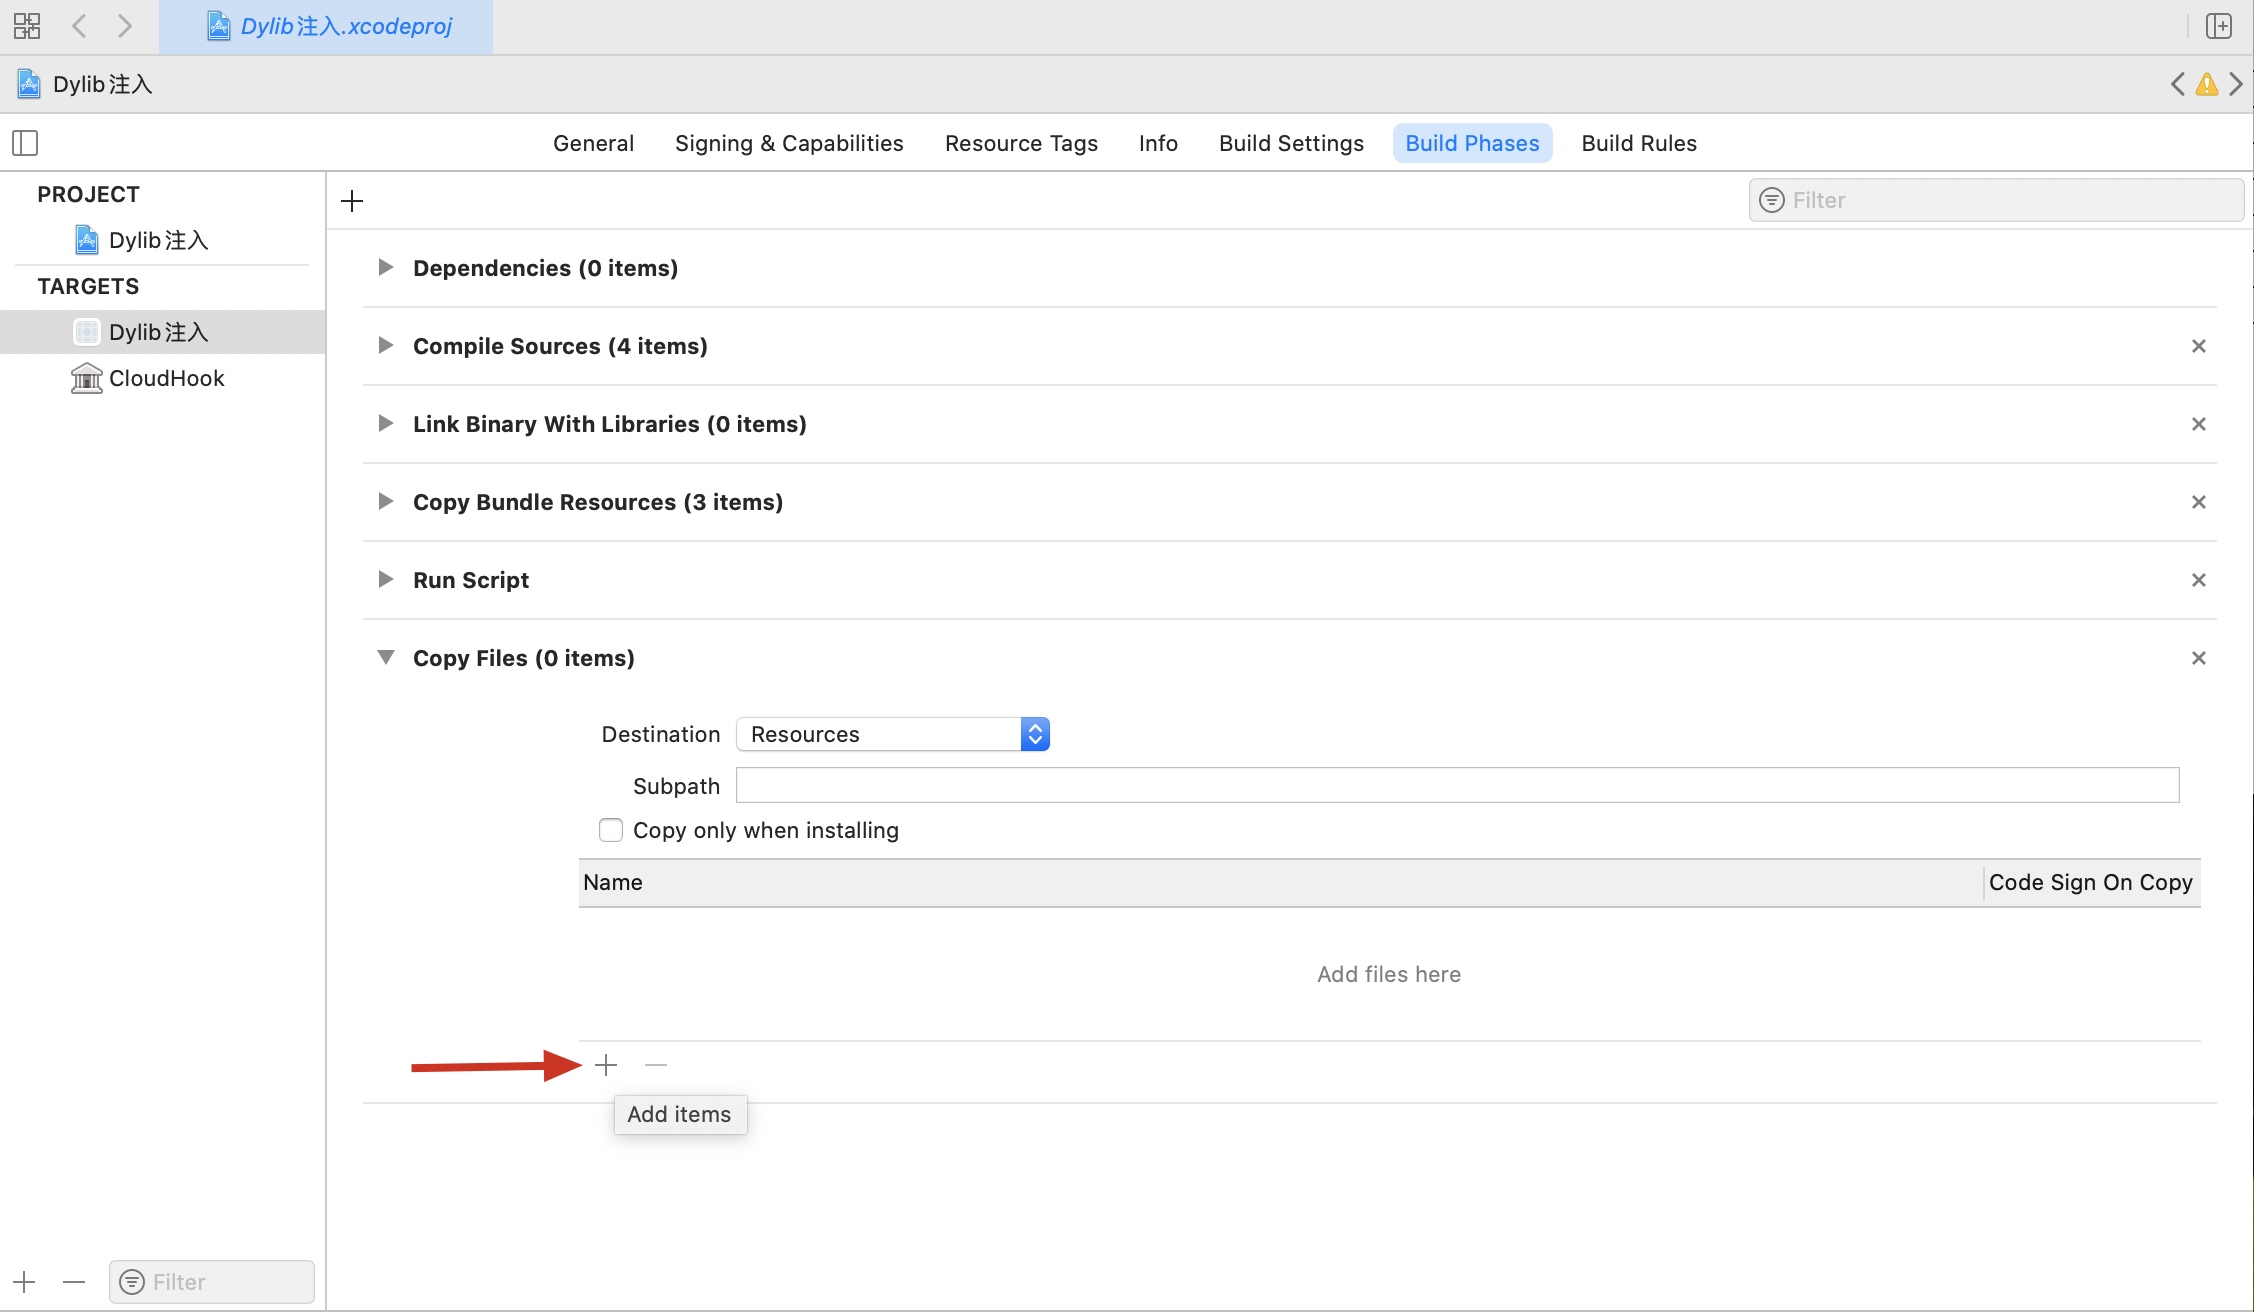 Dylib注入.xcodeproj
Dylib注入
General Signing & Capabilities Resource Tags Info Build Settings Build Phases Build Rules
PROJECT
Dylib注入
TARGETS
Dylib注入
CloudHook
Filter
Filter
Dependencies (0 items)
Compile Sources (4 items)
Link Binary With Libraries (0 items)
Copy Bundle Resources (3 items)
Run Script
Copy Files (0 items)
Destination Resources
Subpath
Copy only when installing
Name Code Sign On Copy
Add files here
Add items